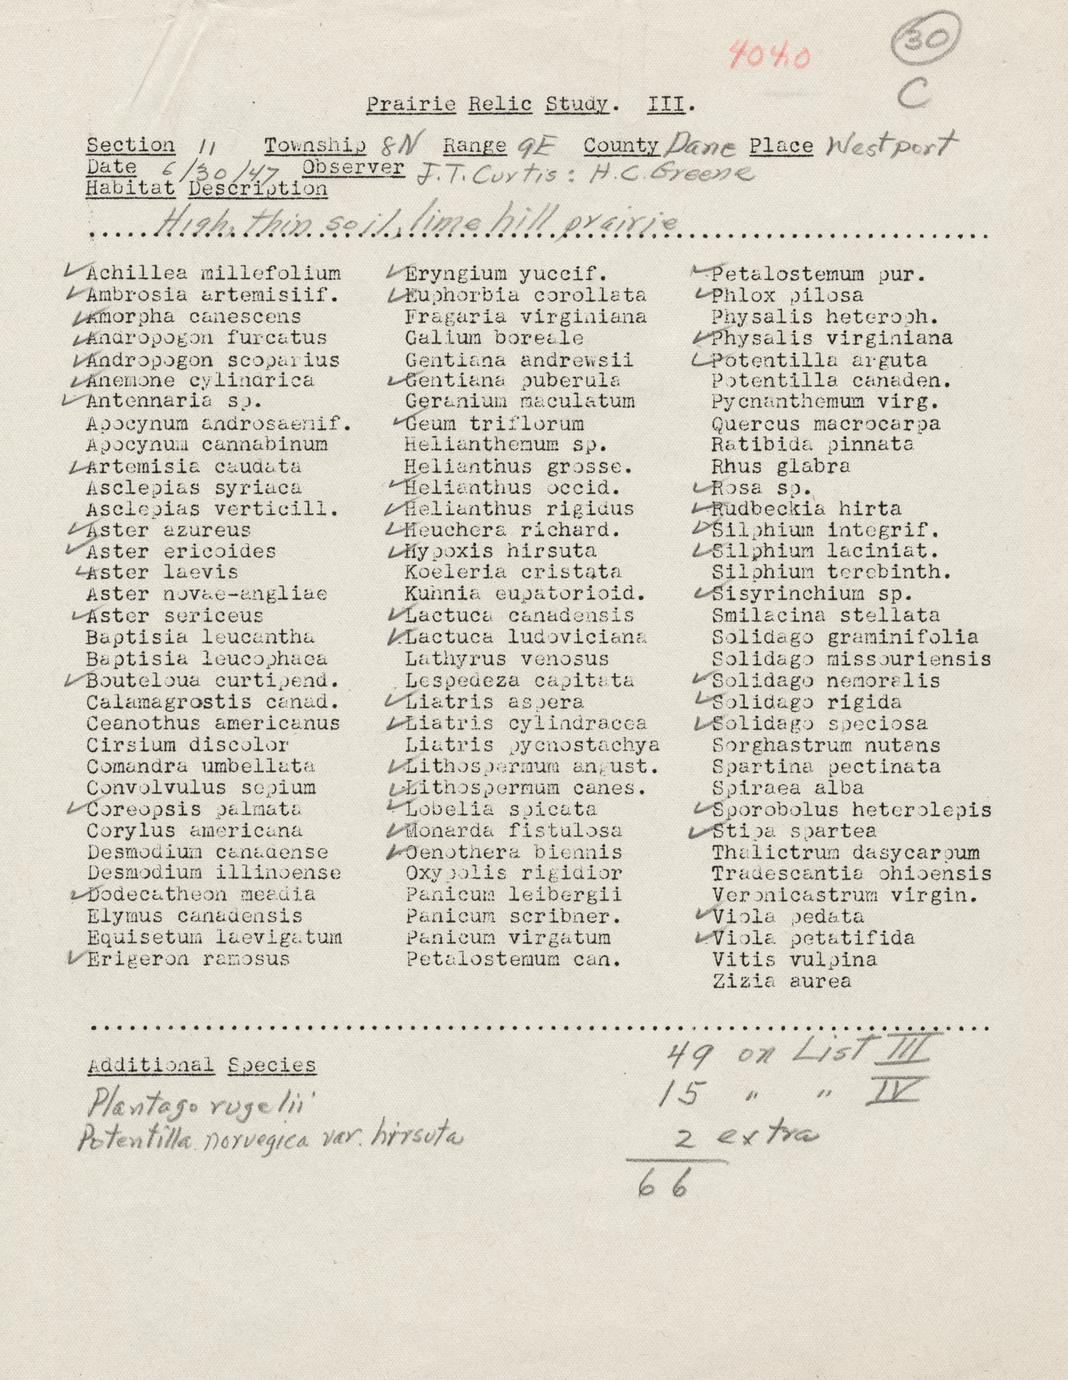 4040
30
C
Prairie Relic Study. III.
Section 11 Township 8N Range 9E County Dane Place Westport
Date 6/30/47 Observer J.T. Curtis : H.C. Greene
Habitat Description
High, thin soil, lime hill prairie
✓Achillea millefolium ✓Eryngium yuccif. ✓Petalostemum pur.
✓Ambrosia artemisiif. ✓Euphorbia corollata ✓Phlox pilosa
✓Amorpha canescens Fragaria virginiana Physalis heteroph.
✓Andropogon furcatus Galium boreale ✓Physalis virginiana
✓Andropogon scoparius Gentiana andrewsii ✓Potentilla arguta
✓Anemone cylindrica ✓Gentiana puberula Potentilla canaden.
✓Antennaria sp. Geranium maculatum Pycnanthemum virg.
Apocynum androsaemif. ✓Geum triflorum Quercus macrocarpa
Apocynum cannabinum Helianthemum sp. Ratibida pinnata
✓Artemisia caudata Helianthus grosse. Rhus glabra
Asclepias syriaca ✓Helianthus occid. ✓Rosa sp.
Asclepias verticill. ✓Helianthus rigidus ✓Rudbeckia hirta
✓Aster azureus ✓Heuchera richard. ✓Silphium integrif.
✓Aster ericoides ✓Hypoxis hirsuta ✓Silphium laciniat.
✓Aster laevis Koeleria cristata Silphium terebinth.
Aster novae-angliae Kunnia eupatorioid. ✓Sisyrinchium sp.
✓Aster sericeus ✓Lactuca canadensis Smilacina stellata
Baptisia leucantha ✓Lactuca ludoviciana Solidago graminifolia
Baptisia leucophaea Lathyrus venosus Solidago missouriensis
✓Bouteloua curtipend. Lespedeza capitata ✓Solidago nemoralis
Calamagrostis canad. ✓Liatris aspera ✓Solidago rigida
Ceanothus americanus ✓Liatris cylindracea ✓Solidago speciosa
Cirsium discolor Liatris pycnostachya Sorghastrum nutans
Comandra umbellata ✓Lithospermum angust. Spartina pectinata
Convolvulus sepium ✓Lithospermum canes. Spiraea alba
✓Coreopsis palmata ✓Lobelia spicata ✓Sporobolus heterolepis
Corylus americana ✓Monarda fistulosa ✓Stipa spartea
Desmodium canadense ✓Oenothera biennis Thalictrum dasycarpum
Desmodium illinoense Oxypolis rigidior Tradescantia ohioensis
✓Dodecatheon meadia Panicum leibergii Veronicastrum virgin.
Elymus canadensis Panicum scribner. ✓Viola pedata
Equisetum laevigatum Panicum virgatum ✓Viola petatifida
✓Erigeron ramosus Petalostemum can. Vitis vulpina
Zizia aurea
Additional Species
Plantago rugelii
Potentilla norvegica var. hirsuta
49 on List III
15 " " IV
2 extra
66